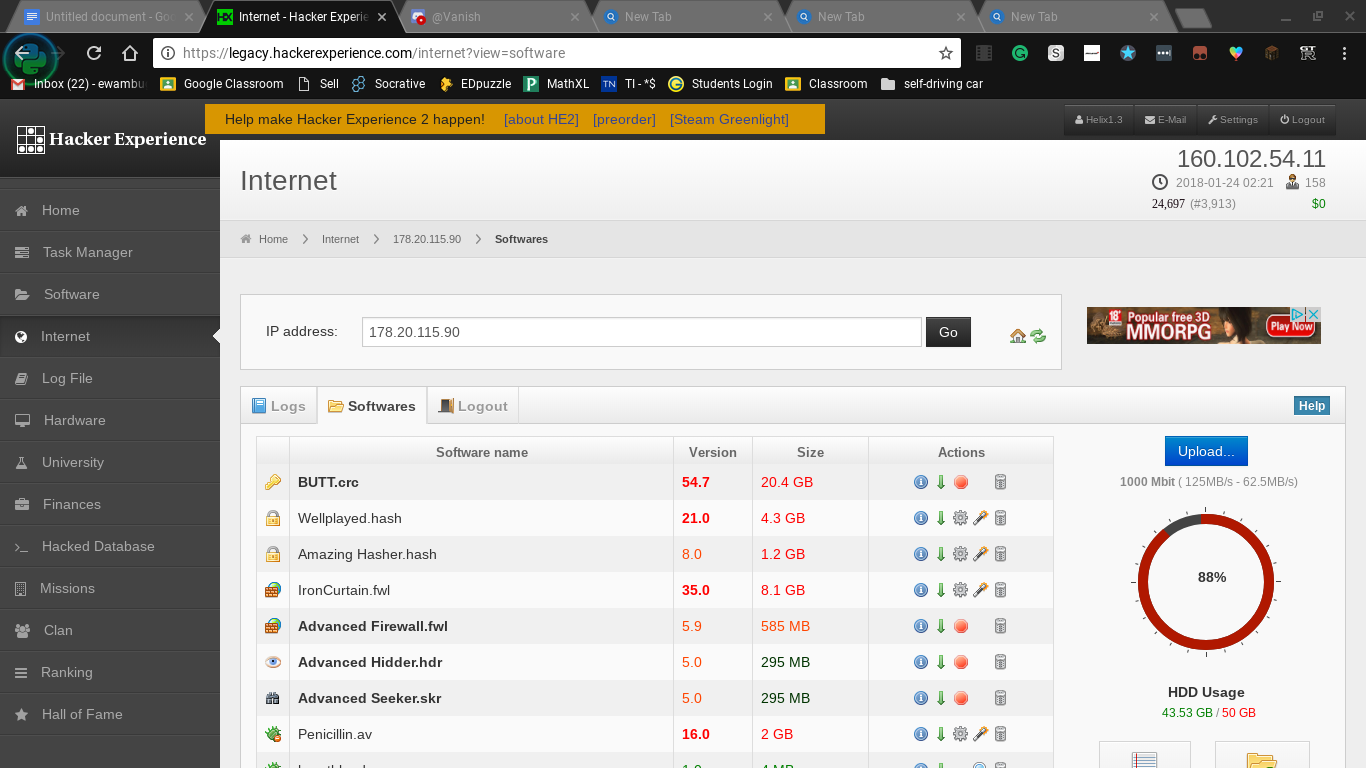 Untitled document - Goo
Internet - Hacker Experie
@Vanish
New Tab
New Tab
New Tab
https://legacy.hackerexperience.com/internet?view=software
Inbox (22) - ewambu
Google Classroom
Sell
Socrative
EDpuzzle
MathXL
TI - *$
Students Login
Classroom
self-driving car
Hacker Experience
Help make Hacker Experience 2 happen! [about HE2] [preorder] [Steam Greenlight]
Helix1.3
E-Mail
Settings
Logout
Internet
160.102.54.11
2018-01-24 02:21 158
24,697 (#3,913) $0
Home
Task Manager
Software
Internet
Log File
Hardware
University
Finances
Hacked Database
Missions
Clan
Ranking
Hall of Fame
Home Internet 178.20.115.90 Softwares
IP address: 178.20.115.90 Go
18+ Popular free 3D
MMORPG
Play Now
Logs Softwares Logout Help
Software name Version Size Actions
BUTT.crc 54.7 20.4 GB
Wellplayed.hash 21.0 4.3 GB
Amazing Hasher.hash 8.0 1.2 GB
IronCurtain.fwl 35.0 8.1 GB
Advanced Firewall.fwl 5.9 585 MB
Advanced Hidder.hdr 5.0 295 MB
Advanced Seeker.skr 5.0 295 MB
Penicillin.av 16.0 2 GB
Upload...
1000 Mbit ( 125MB/s - 62.5MB/s)
88%
HDD Usage
43.53 GB / 50 GB